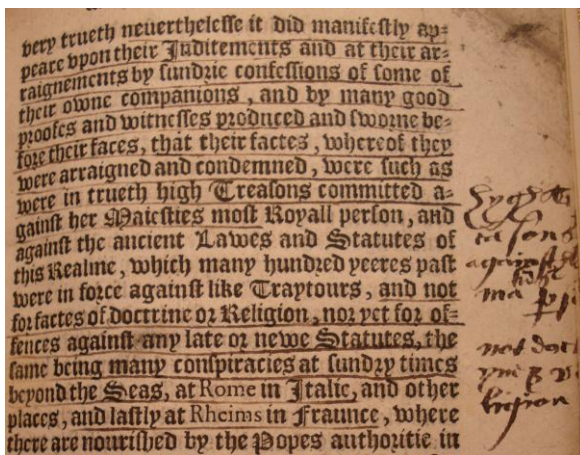 very trueth neuerthelesse it did manifestly ap=
peare vpon their Inditements and at their ar=
raignements by sundrie confessions of some of
their owne companions, and by many good
proofes and witnesses produced and sworne be=
fore their faces, that their factes, whereof they
were arraigned and condemned, were such as
were in trueth high Treasons committed a=
gainst her Maiesties most Royall person, and
against the ancient Lawes and Statutes of
this Realme, which many hundred yeeres past
were in force against like Traytours, and not
for factes of doctrine or Religion, nor yet for of=
fences against any late or newe Statutes, the
same being many conspiracies at sundry times
beyond the Seas, at Rome in Italie, and other
places, and lastly at Rheims in Fraunce, where
there are nourished by the Popes authoritie in
against
not